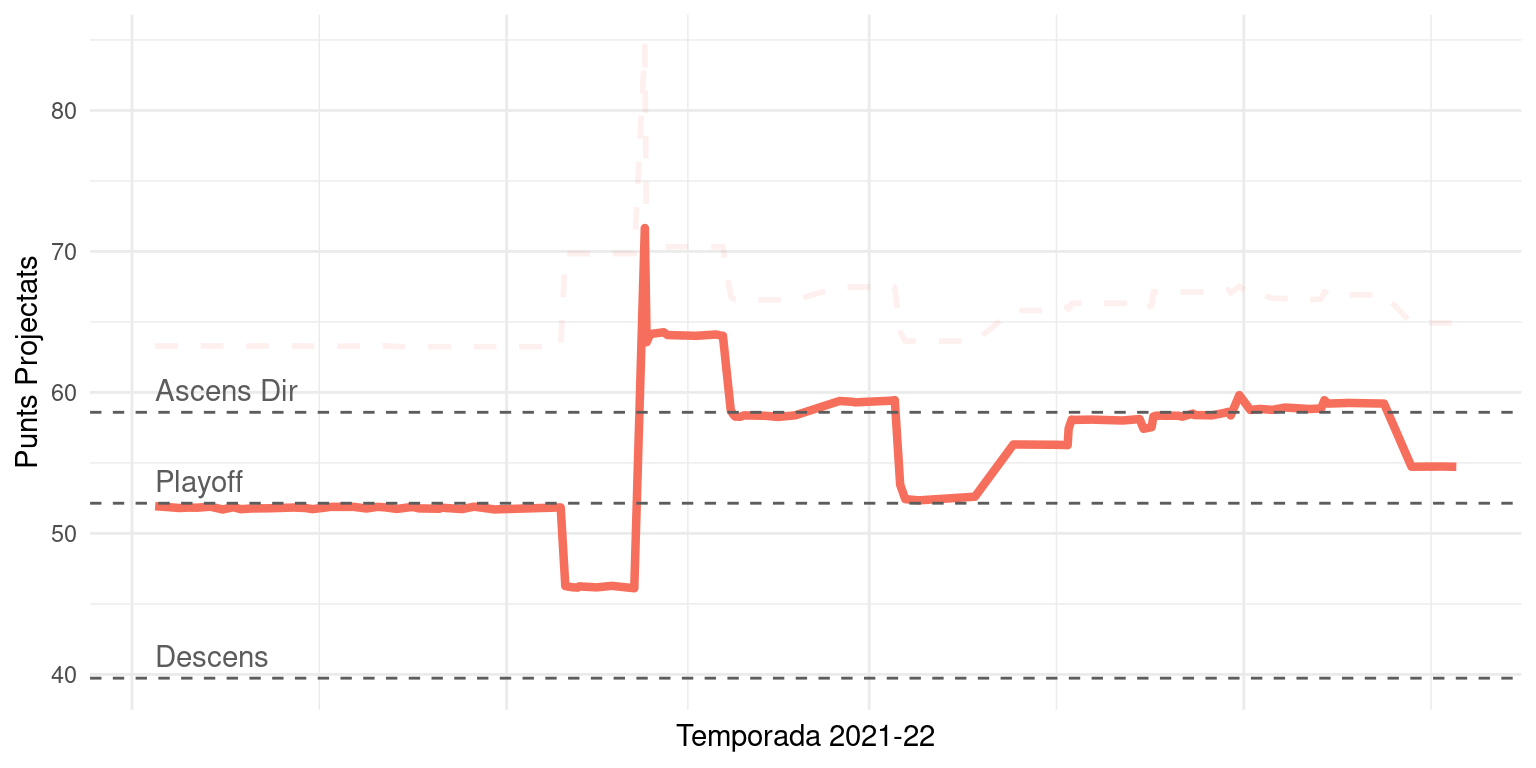 80
70
60
50
40
Punts Projectats
Ascens Dir
Playoff
Descens
Temporada 2021-22